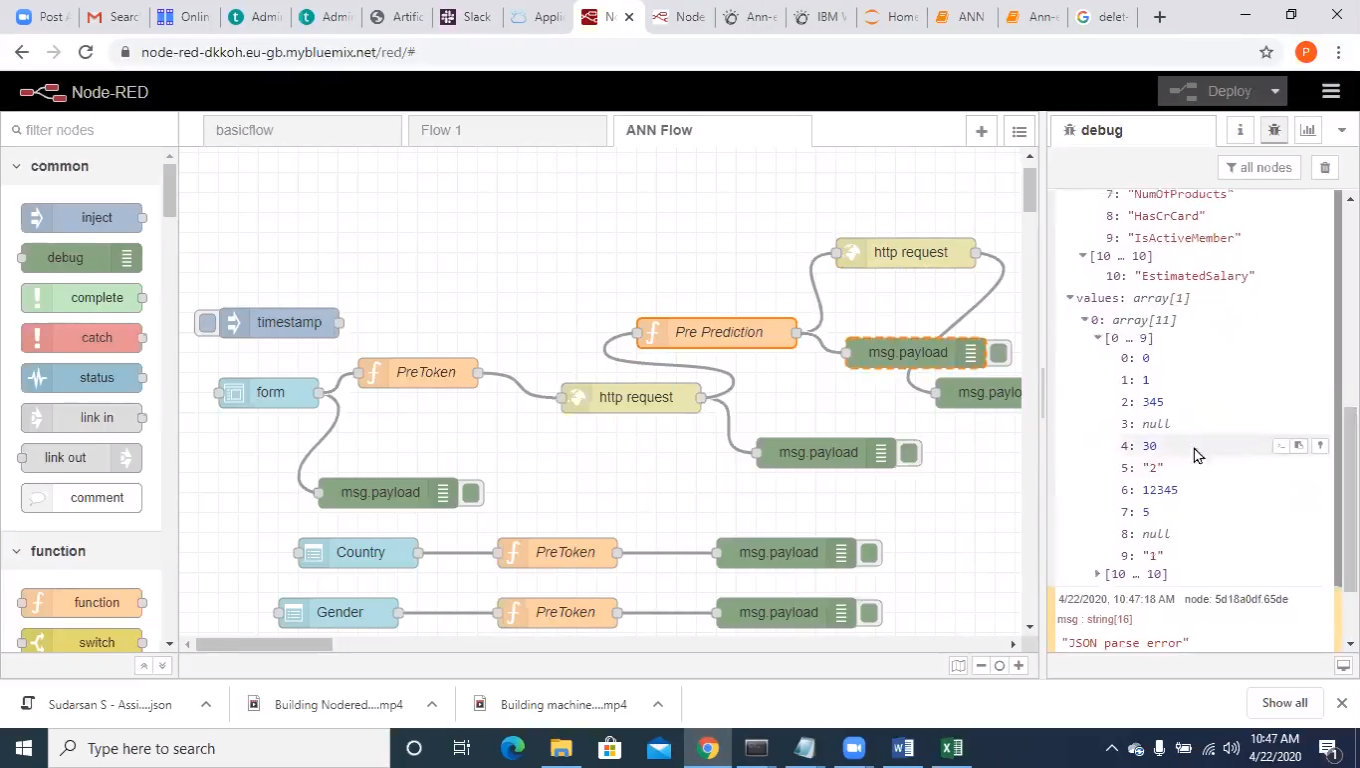 Post A
Searc
Onlin
Admi
Admi
Artific
Slack
Appli
N
Node
Ann-e
IBM
Home
ANN
Ann-e
delet-
node-red-dkkoh.eu-gb.mybluemix.net/red/#
P
Node-RED
Deploy
filter nodes
basicflow
Flow 1
ANN Flow
debug
i
all nodes
common
inject
debug
complete
catch
status
link in
link out
comment
function
function
switch
timestamp
form
PreToken
http request
Pre Prediction
http request
msg.payload
msg.paylo
msg.payload
msg.payload
Country
PreToken
msg.payload
Gender
PreToken
msg.payload
7: "NumOfProducts"
8: "HasCrCard"
9: "IsActiveMember"
[10 … 10]
10: "EstimatedSalary"
values: array[1]
0: array[11]
[0 … 9]
0: 0
1: 1
2: 345
3: null
4: 30
5: "2"
6: 12345
7: 5
8: null
9: "1"
[10 … 10]
4/22/2020, 10:47:18 AM node: 5d18a0df.65de
msg : string[16]
"JSON parse error"
Sudarsan S - Assi....json
Building Nodered....mp4
Building machine....mp4
Show all
Type here to search
10:47 AM
4/22/2020
1